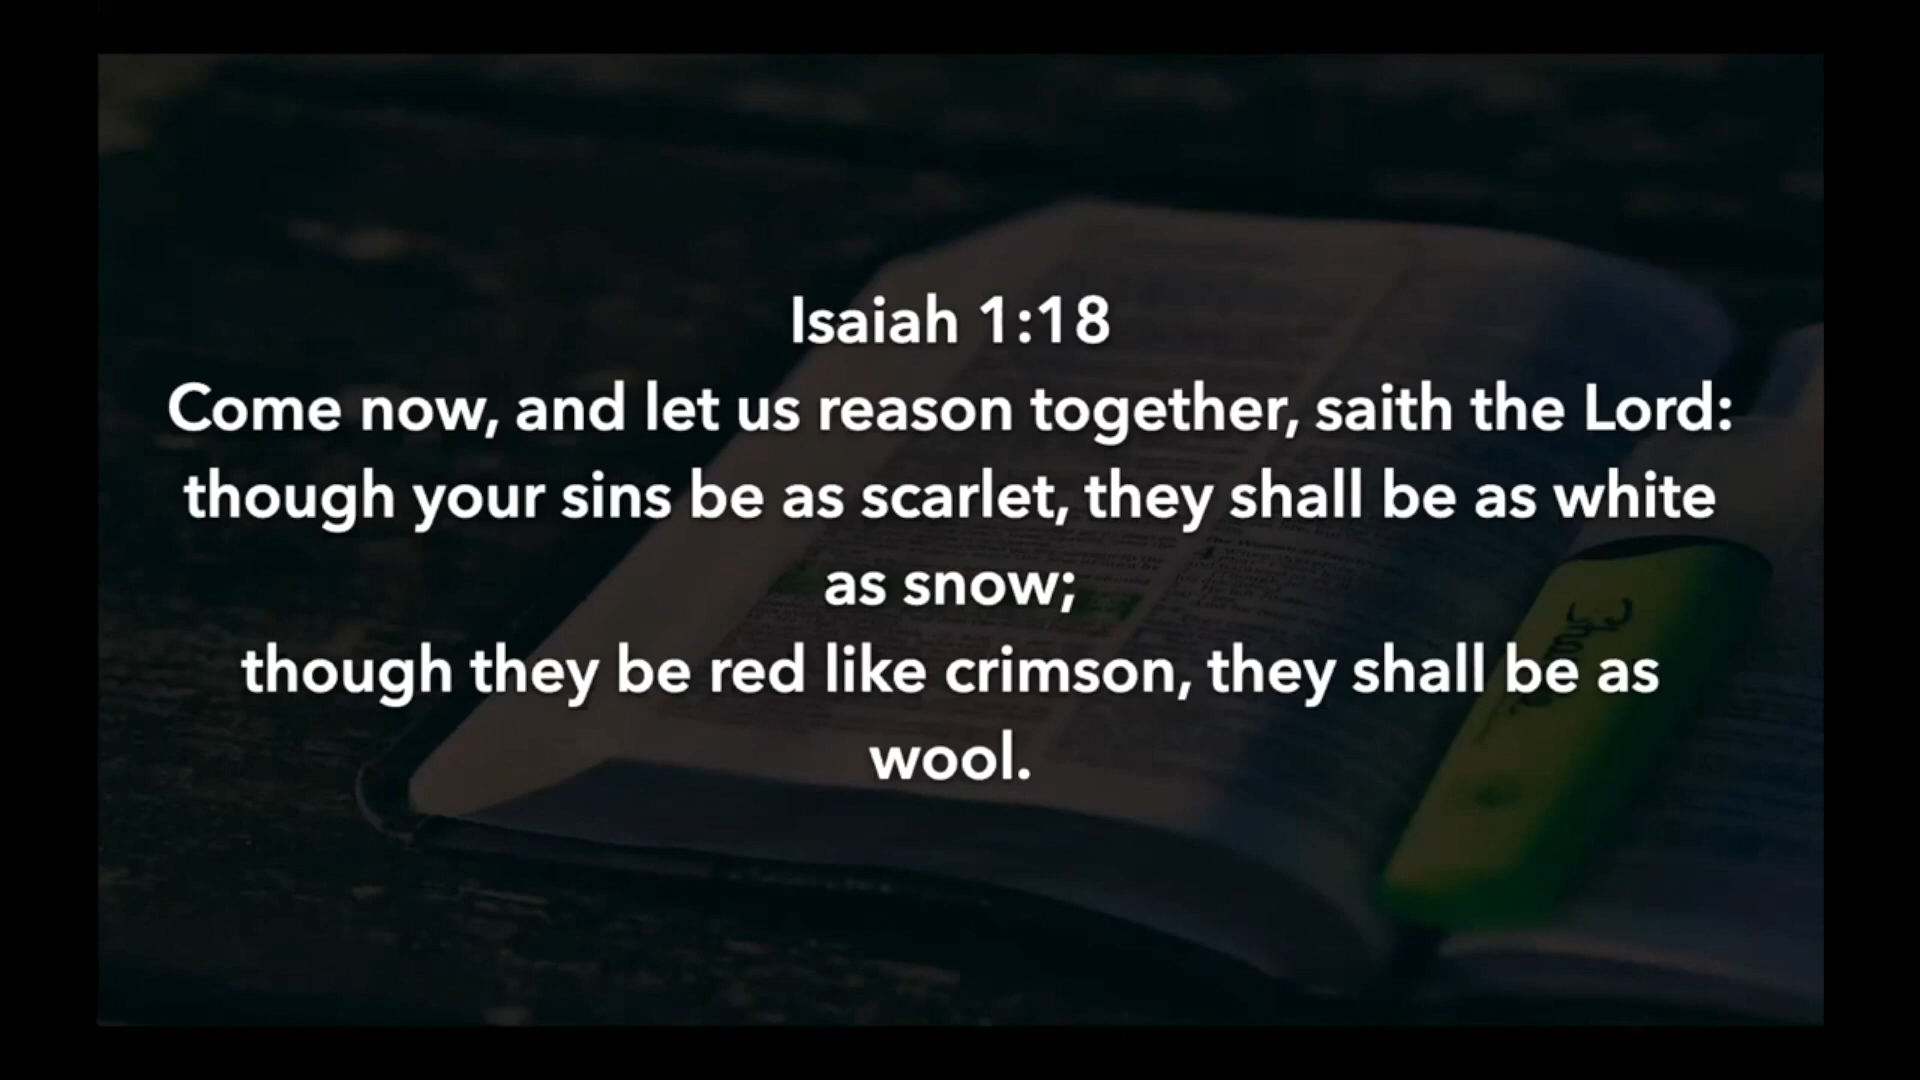 Isaiah 1:18
Come now, and let us reason together, saith the Lord:
though your sins be as scarlet, they shall be as white
as snow;
though they be red like crimson, they shall be as
wool.